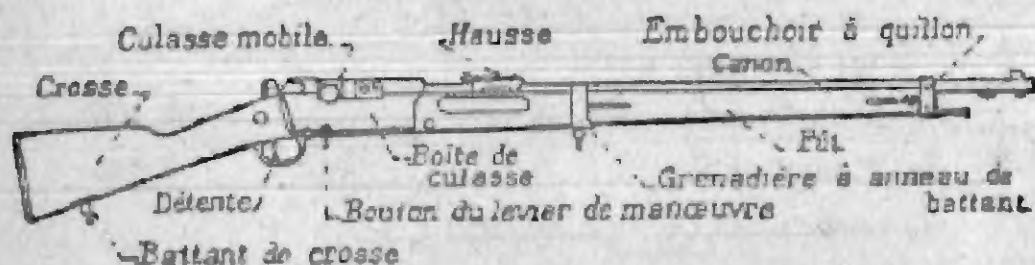 Culasse mobile
Hausse
Embouchoir à quillon,
Canon
Crosse
Boîte de
culasse
Fût
Grenadière à anneau de
battant
Détente
Bouton du levier de manœuvre
Battant de crosse